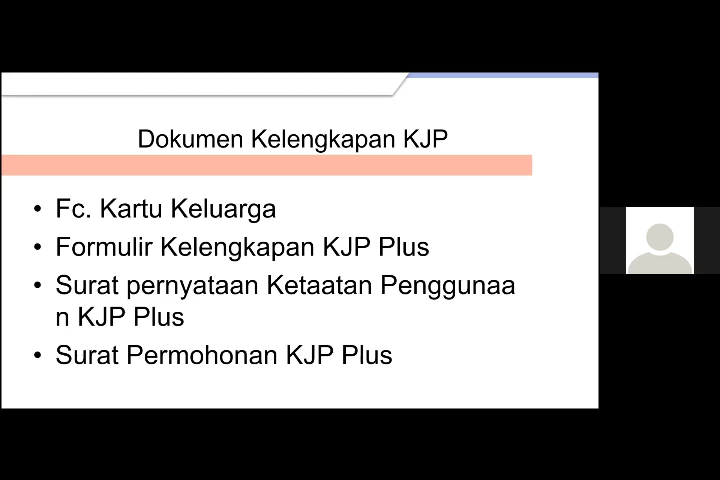 Dokumen Kelengkapan KJP
• Fc. Kartu Keluarga
• Formulir Kelengkapan KJP Plus
• Surat pernyataan Ketaatan Penggunaa
n KJP Plus
• Surat Permohonan KJP Plus